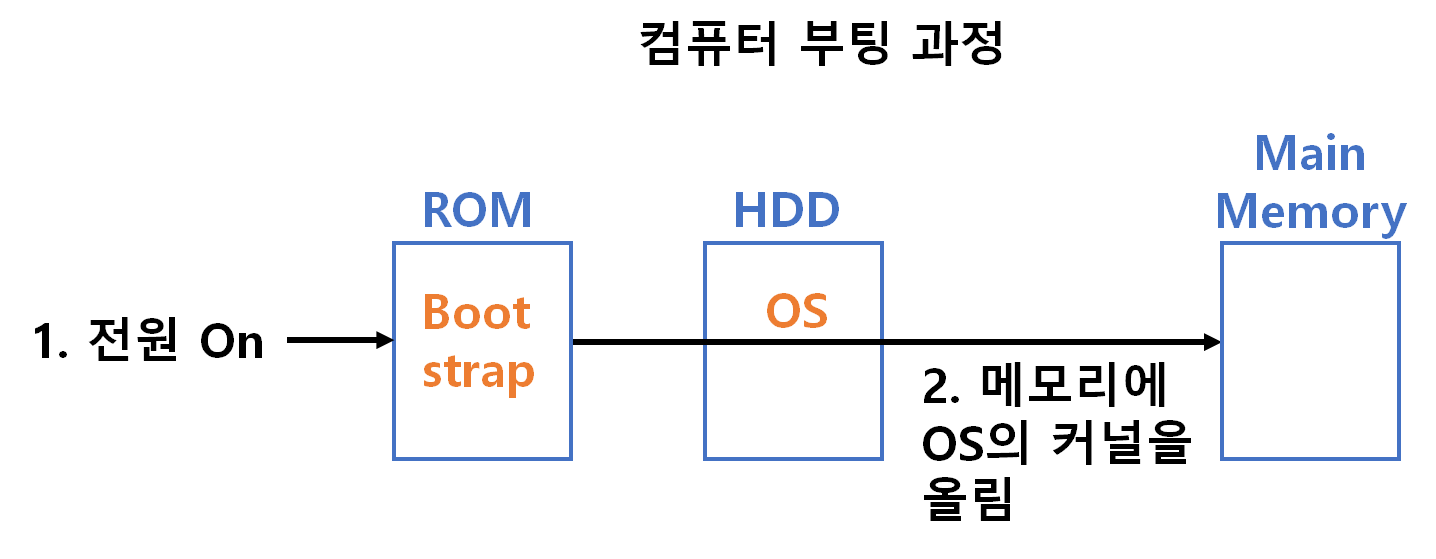 컴퓨터 부팅 과정
ROM
HDD
Main
Memory
1. 전원 On
Boot
strap
OS
2. 메모리에
OS의 커널을
올림